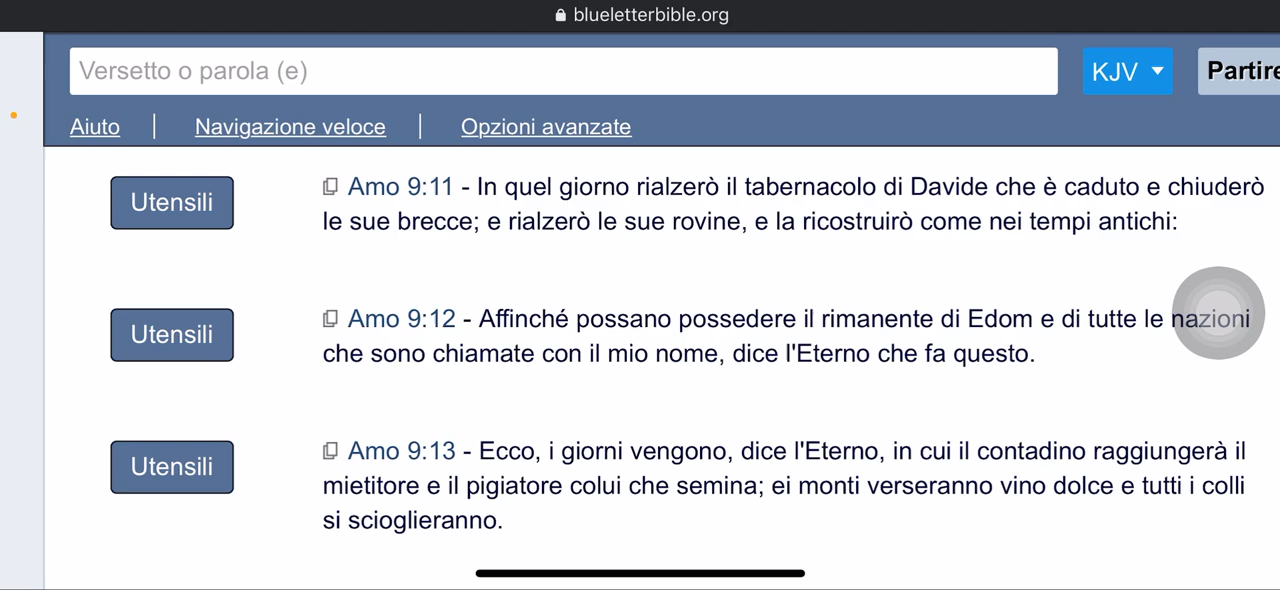 blueletterbible.org
Versetto o parola (e)
KJV
Partire
Aiuto | Navigazione veloce | Opzioni avanzate
Utensili
Amo 9:11 - In quel giorno rialzerò il tabernacolo di Davide che è caduto e chiuderò
le sue brecce; e rialzerò le sue rovine, e la ricostruirò come nei tempi antichi:
Utensili
Amo 9:12 - Affinché possano possedere il rimanente di Edom e di tutte le nazioni
che sono chiamate con il mio nome, dice l'Eterno che fa questo.
Utensili
Amo 9:13 - Ecco, i giorni vengono, dice l'Eterno, in cui il contadino raggiungerà il
mietitore e il pigiatore colui che semina; ei monti verseranno vino dolce e tutti i colli
si scioglieranno.